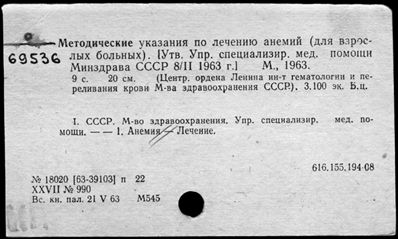 Методические указания по лечению анемий (для взрос-
69536 лых больных). [Утв. Упр. специализир. мед. помощи
Минздрава СССР 8/II 1963 г.] М., 1963.
9 с. 20 см. (Центр. ордена Ленина ин-т гематологии и пе-
реливания крови М-ва здравоохранения СССР). 3.100 эк. Б.ц.
I. СССР. М-во здравоохранения. Упр. специализир. мед. по-
мощи. — — 1. Анемия — Лечение.
616.155.194-08
№ 18020 [63-39103] п 22
XXVII № 990
Вс. кн. пал. 21 V 63 М545